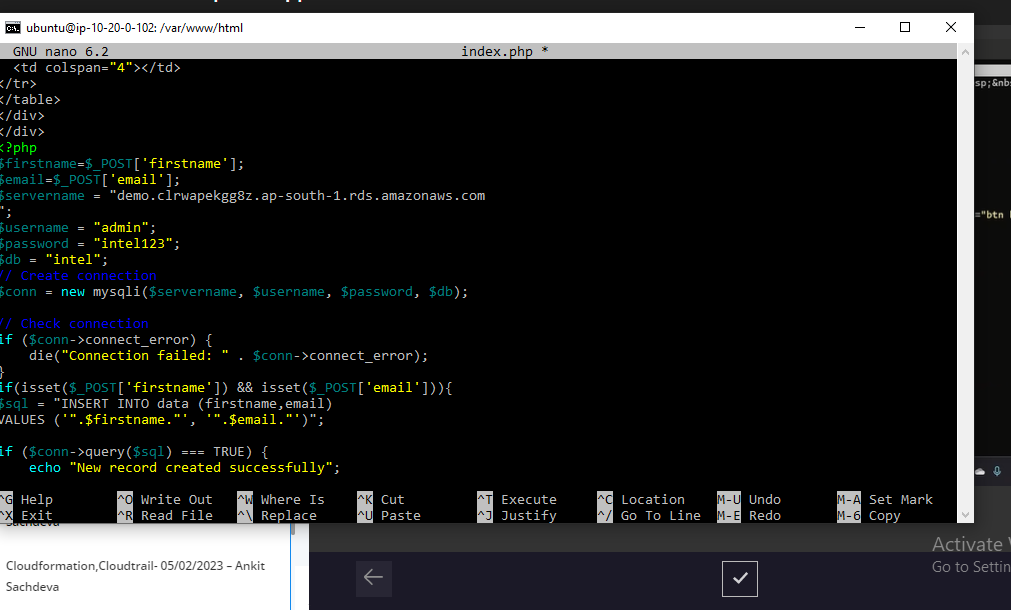 ubuntu@ip-10-20-0-102: /var/www/html
GNU nano 6.2 index.php *
<td colspan="4"></td>
</tr>
</table>
</div>
</div>
<?php
$firstname=$_POST['firstname'];
$email=$_POST['email'];
$servername = "demo.clrwapekgg8z.ap-south-1.rds.amazonaws.com
";
$username = "admin";
$password = "intel123";
$db = "intel";
// Create connection
$conn = new mysqli($servername, $username, $password, $db);
// Check connection
if ($conn->connect_error) {
die("Connection failed: " . $conn->connect_error);
}
if(isset($_POST['firstname']) && isset($_POST['email'])){
$sql = "INSERT INTO data (firstname,email)
VALUES ('".$firstname."', '".$email."')";
if ($conn->query($sql) === TRUE) {
echo "New record created successfully";
^G Help ^O Write Out ^W Where Is ^K Cut ^T Execute ^C Location M-U Undo M-A Set Mark
^X Exit ^R Read File ^\ Replace ^U Paste ^J Justify ^/ Go To Line M-E Redo M-6 Copy
sp;&nb
="btn
Sachdeva
Cloudformation,Cloudtrail- 05/02/2023 – Ankit
Sachdeva
Activate
Go to Settin